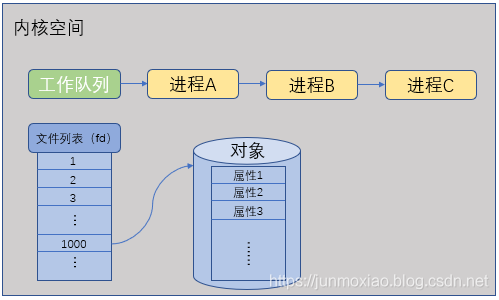 内核空间
工作队列
进程A
进程B
进程C
文件列表（fd）
1
2
3
⋮
1000
⋮
对象
属性1
属性2
属性3
⋮
https://junmoxiao.blog.csdn.net